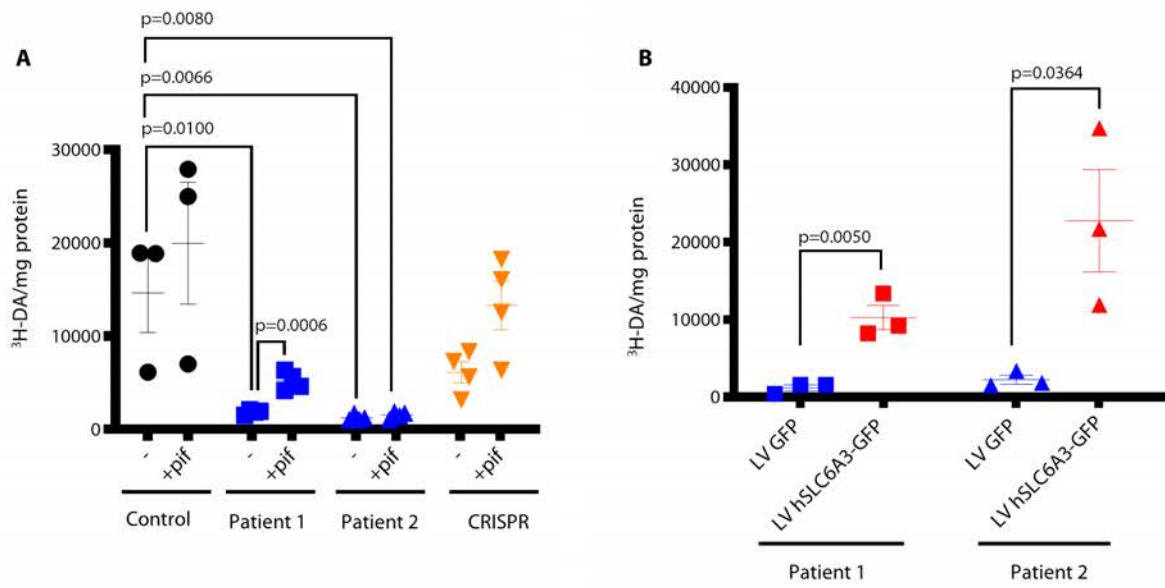 A
p=0.0080
p=0.0066
p=0.0100
p=0.0006
30000
20000
10000
0
³H-DA/mg protein
- +pif - +pif - +pif - +pif
Control Patient 1 Patient 2 CRISPR
B
p=0.0364
p=0.0050
40000
30000
20000
10000
0
³H-DA/mg protein
LV GFP
LV hSLC6A3-GFP
LV GFP
LV hSLC6A3-GFP
Patient 1 Patient 2